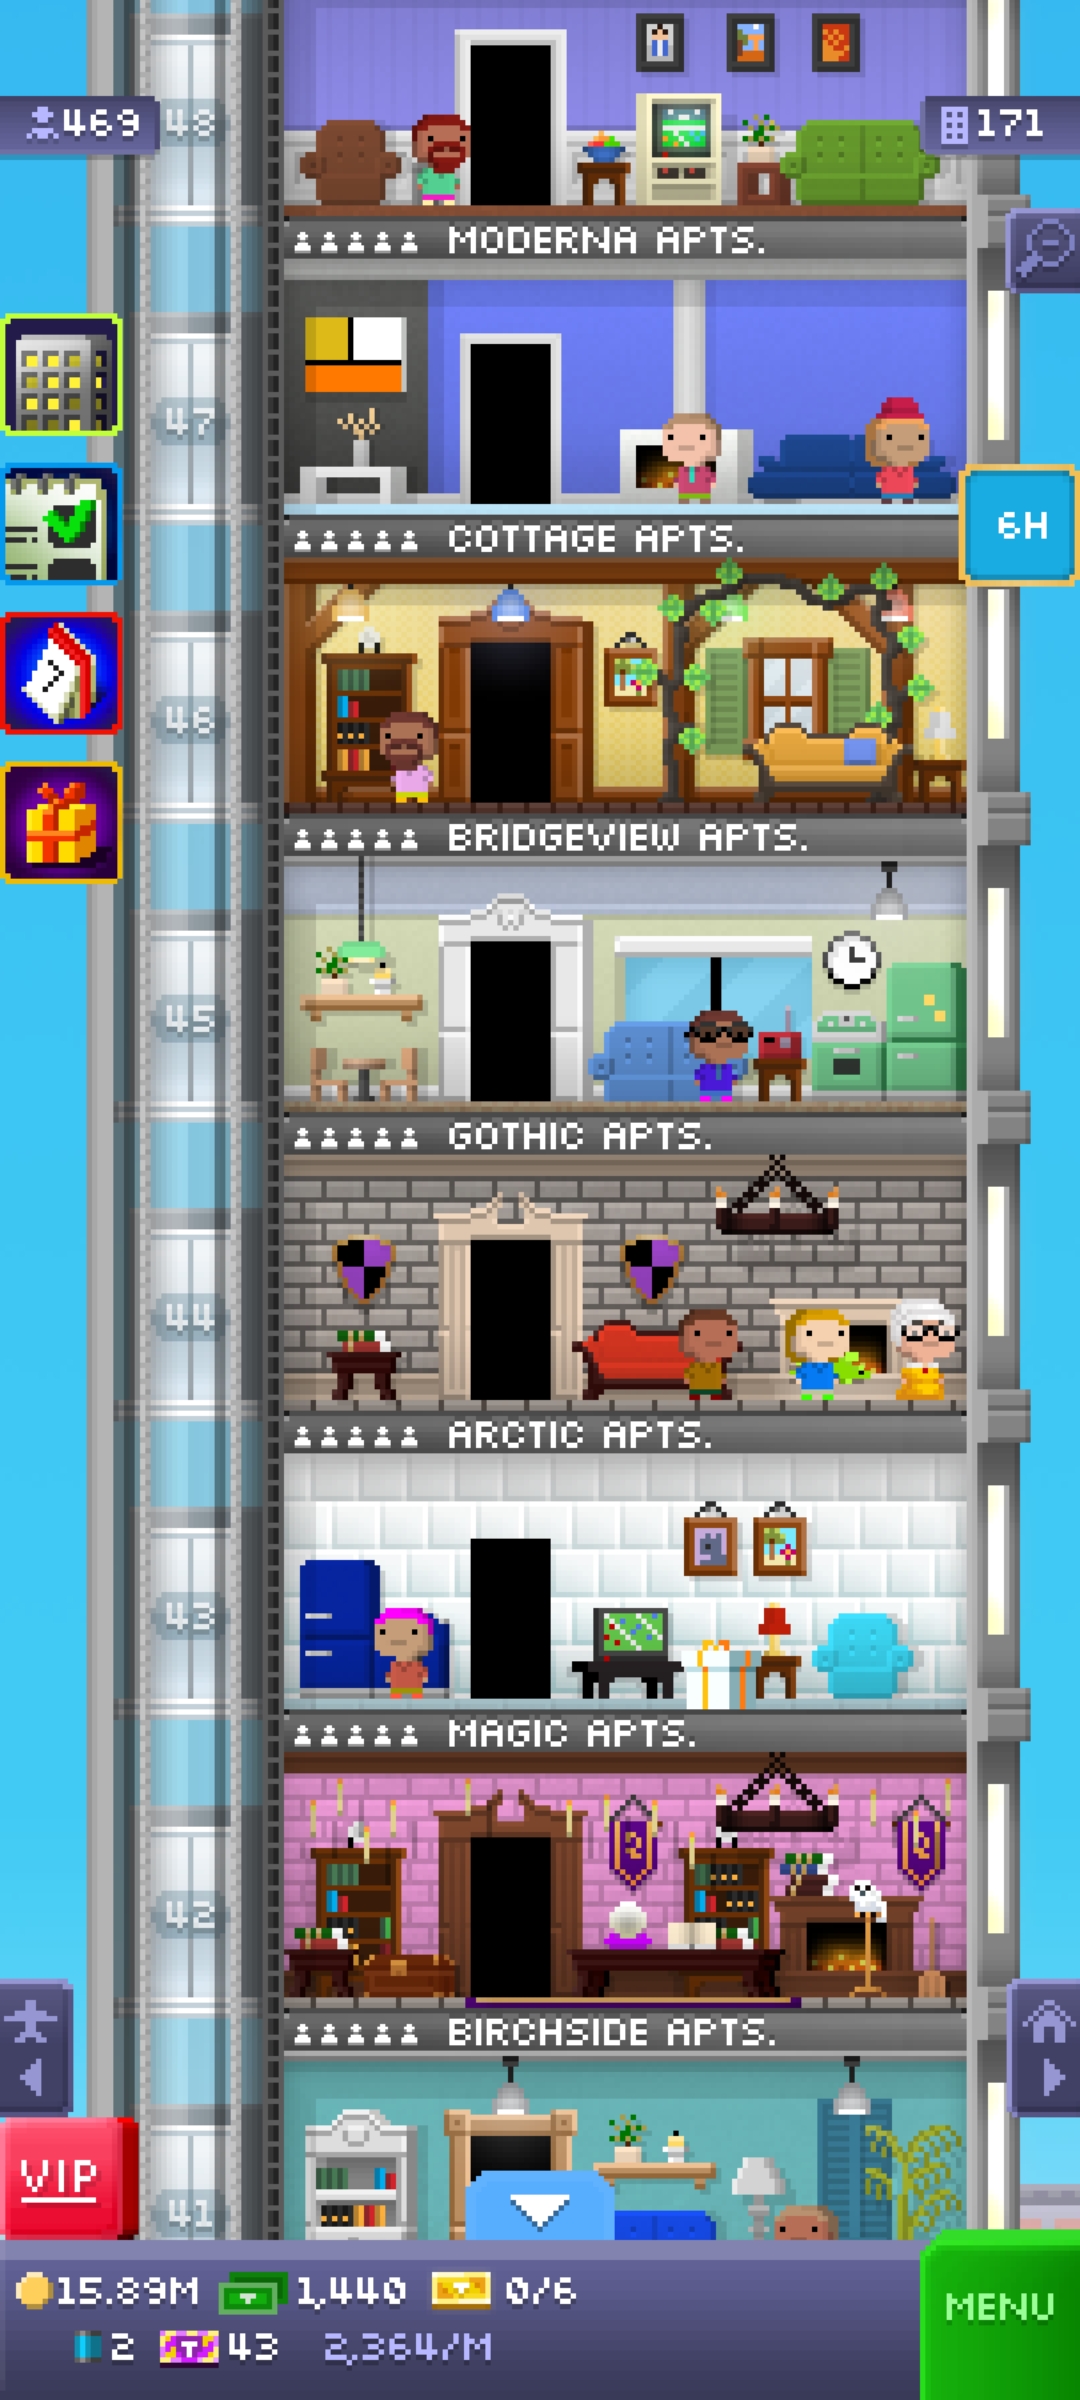 469
48
171
MODERNA APTS.
47
COTTAGE APTS.
6H
46
BRIDGEVIEW APTS.
45
GOTHIC APTS.
44
ARCTIC APTS.
43
MAGIC APTS.
42
BIRCHSIDE APTS.
VIP
41
15.89M 1,440 0/6
MENU
2 T 43 2,364/M